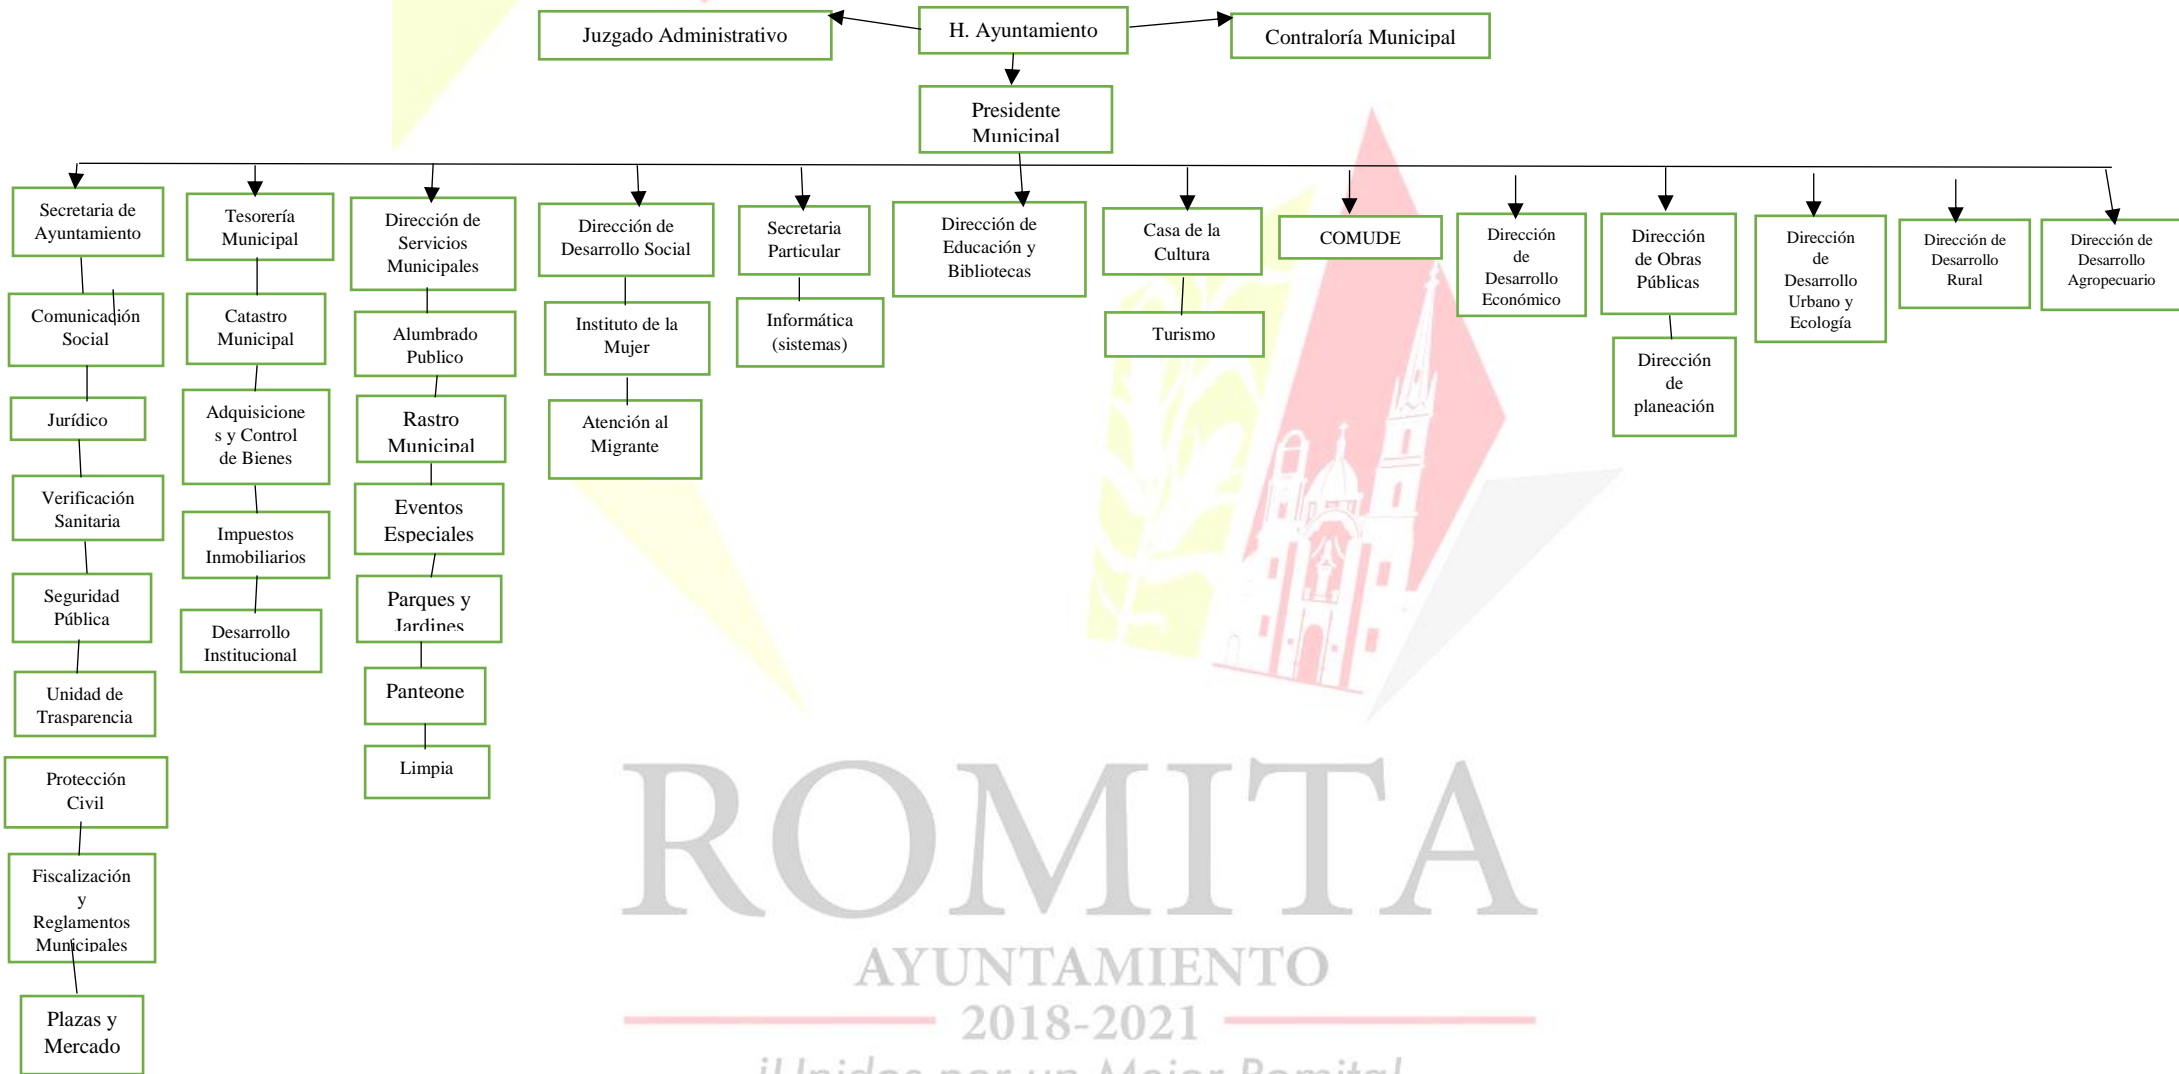 Juzgado Administrativo
H. Ayuntamiento
Contraloría Municipal
Presidente
Municipal
Secretaria de
Ayuntamiento
Comunicación
Social
Jurídico
Verificación
Sanitaria
Seguridad
Pública
Unidad de
Trasparencia
Protección
Civil
Fiscalización
y
Reglamentos
Municipales
Plazas y
Mercado
Tesorería
Municipal
Catastro
Municipal
Adquisicione
s y Control
de Bienes
Impuestos
Inmobiliarios
Desarrollo
Institucional
Dirección de
Servicios
Municipales
Alumbrado
Publico
Rastro
Municipal
Eventos
Especiales
Parques y
Jardines
Panteone
Limpia
Dirección de
Desarrollo Social
Instituto de la
Mujer
Atención al
Migrante
Secretaria
Particular
Informática
(sistemas)
Dirección de
Educación y
Bibliotecas
Casa de la
Cultura
Turismo
COMUDE
Dirección
de
Desarrollo
Económico
Dirección
de Obras
Públicas
Dirección
de
planeación
Dirección
de
Desarrollo
Urbano y
Ecología
Dirección de
Desarrollo
Rural
Dirección de
Desarrollo
Agropecuario
ROMITA
AYUNTAMIENTO
2018-2021
¡Unidos por un Mejor Romita!